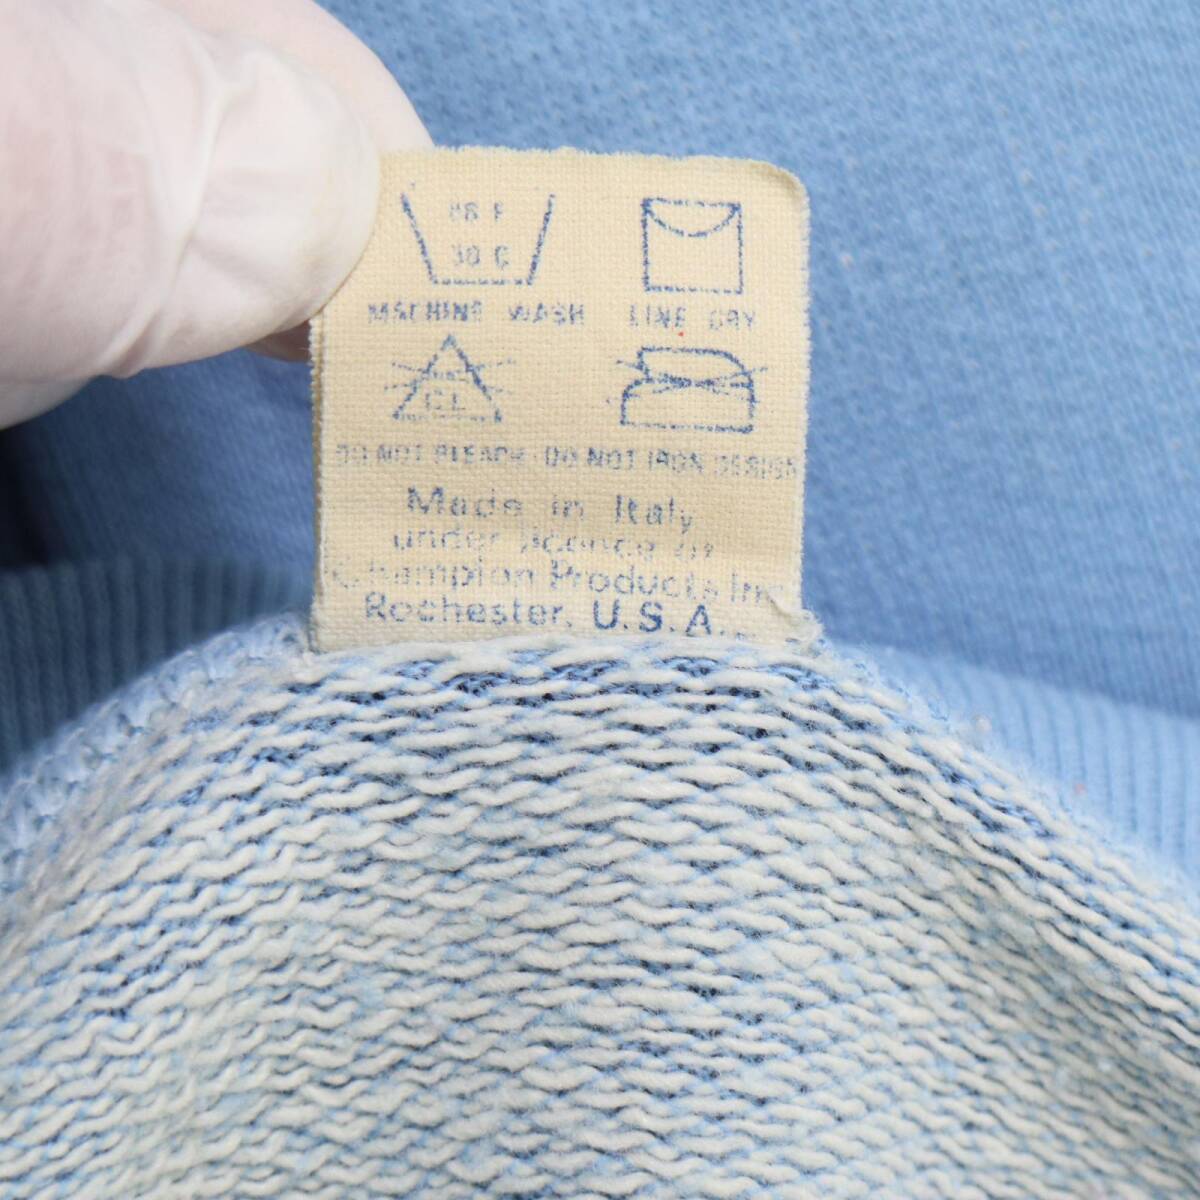 86 F
30 C
MACHINE WASH LINE DRY
CL
DO NOT BLEACH DO NOT IRON DESIGN
Made in Italy
under licence of
Champion Products Inc.
Rochester. U.S.A.